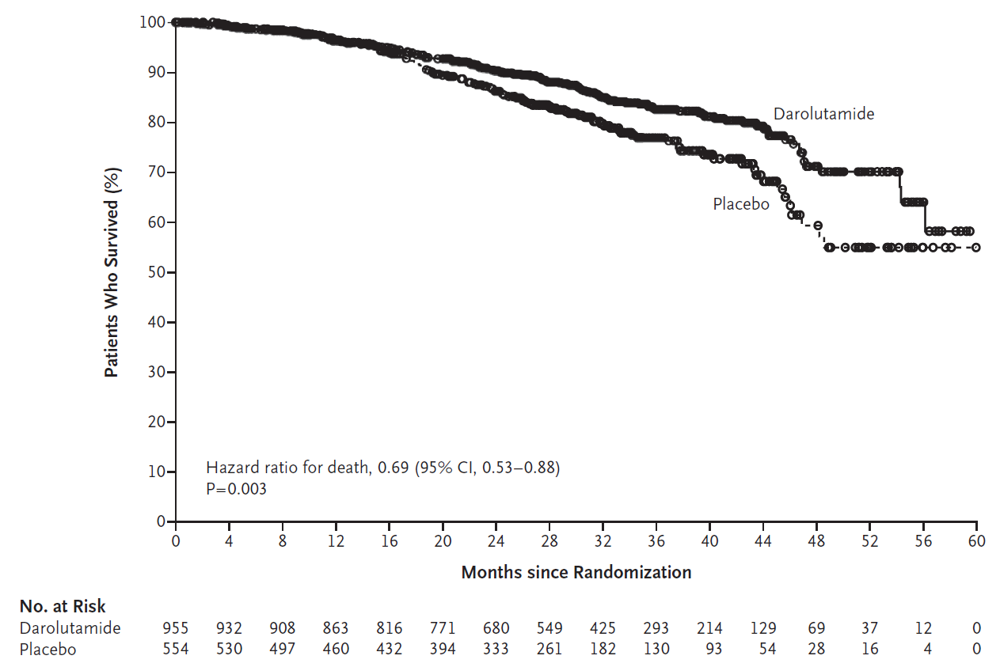 100
90
80
70
60
50
40
30
20
10
0
Patients Who Survived (%)
Darolutamide
Placebo
Hazard ratio for death, 0.69 (95% CI, 0.53–0.88)
P=0.003
0 4 8 12 16 20 24 28 32 36 40 44 48 52 56 60
Months since Randomization
No. at Risk
Darolutamide 955 932 908 863 816 771 680 549 425 293 214 129 69 37 12 0
Placebo 554 530 497 460 432 394 333 261 182 130 93 54 28 16 4 0